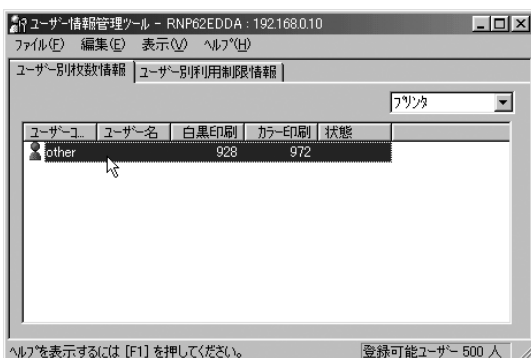 ユーザー情報管理ツール - RNP62EDDA : 192.168.0.10
ファイル(F) 編集(E) 表示(V) ヘルプ(H)
ユーザー別枚数情報 ユーザー別利用制限情報
プリンタ
ユーザーコ... ユーザー名 白黒印刷 カラー印刷 状態
other 928 972
ヘルプを表示するには [F1] を押してください。 登録可能ユーザー 500 人